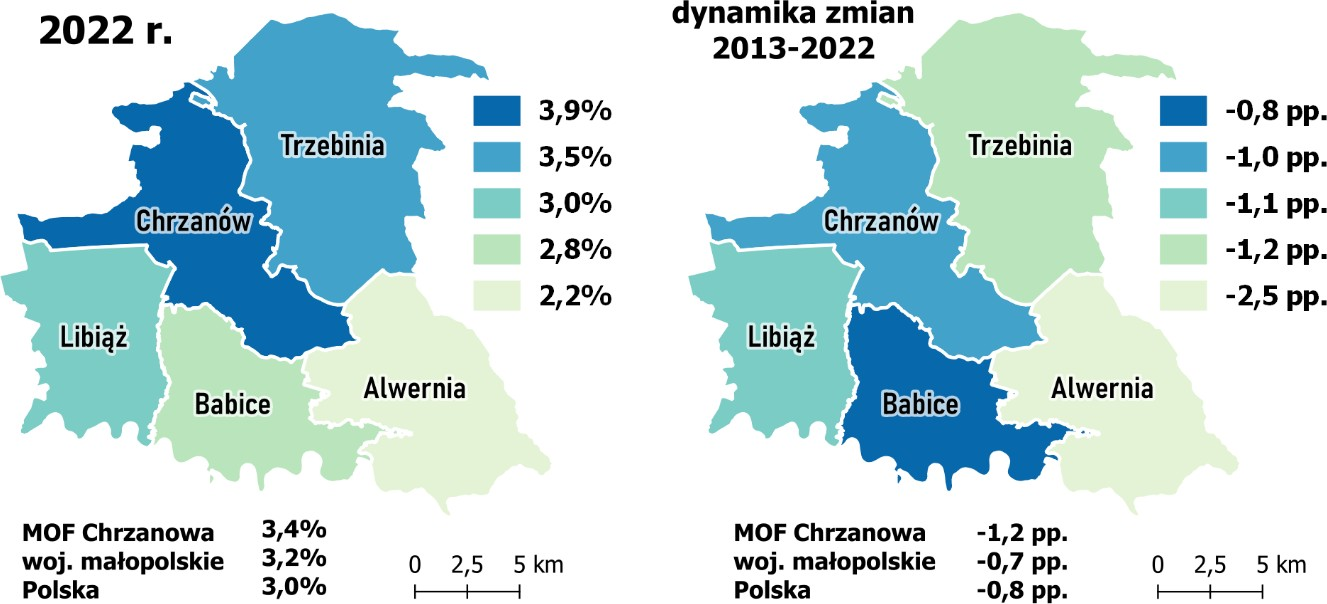 2022 r.
3,9%
3,5%
3,0%
2,8%
2,2%
Trzebinia
Chrzanów
Libiąż
Babice
Alwernia
MOF Chrzanowa 3,4%
woj. małopolskie 3,2%
Polska 3,0%
0 2,5 5 km
dynamika zmian
2013-2022
-0,8 pp.
-1,0 pp.
-1,1 pp.
-1,2 pp.
-2,5 pp.
Trzebinia
Chrzanów
Libiąż
Babice
Alwernia
MOF Chrzanowa -1,2 pp.
woj. małopolskie -0,7 pp.
Polska -0,8 pp.
0 2,5 5 km